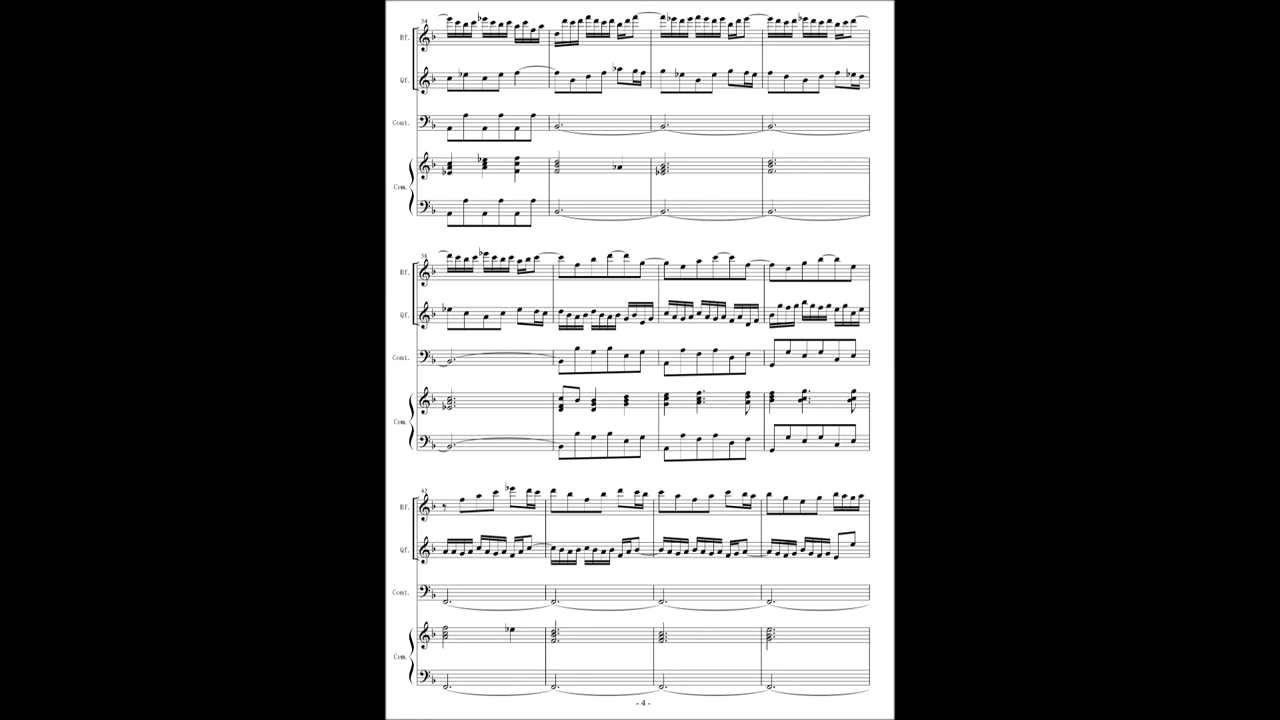 34
Bf.
Qf.
Cont.
Cem.
38
Bf.
Qf.
Cont.
Cem.
42
Bf.
Qf.
Cont.
Cem.
- 4 -